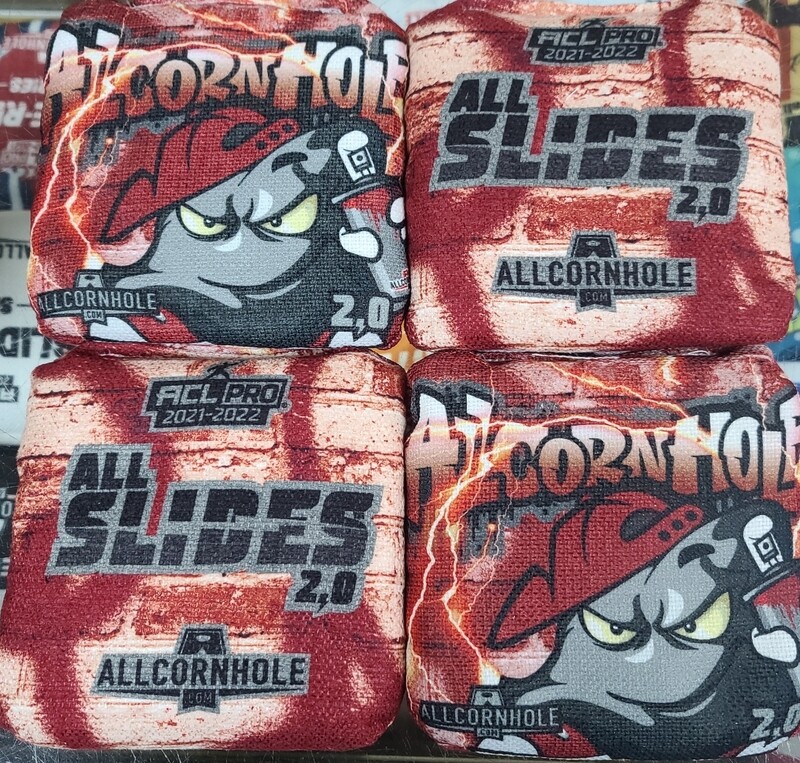 ALLCORNHOLE
ALLCORNHOLE
.COM
2,0
ACL PRO
2021-2022
ALL
SLIDES
2,0
ALLCORNHOLE
.COM
ACL PRO
2021-2022
ALL
SLIDES
2,0
ALLCORNHOLE
.COM
ALLCORNHOLE
ALLCORNHOLE
.COM
2.0